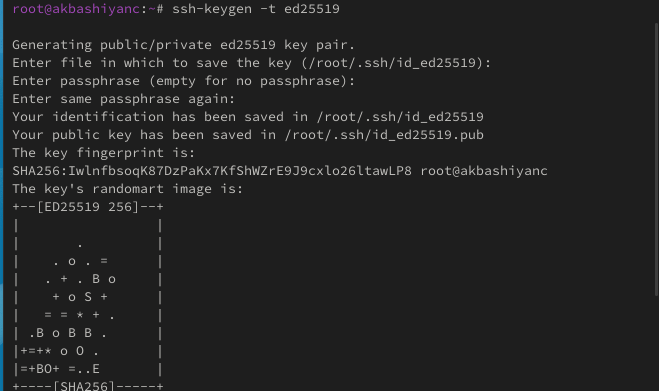 root@akbashiyanc:~# ssh-keygen -t ed25519
Generating public/private ed25519 key pair.
Enter file in which to save the key (/root/.ssh/id_ed25519):
Enter passphrase (empty for no passphrase):
Enter same passphrase again:
Your identification has been saved in /root/.ssh/id_ed25519
Your public key has been saved in /root/.ssh/id_ed25519.pub
The key fingerprint is:
SHA256:IwlnfbsoqK87DzPaKx7KfShWZrE9J9cxlo26ltawLP8 root@akbashiyanc
The key's randomart image is:
+--[ED25519 256]--+
|                 |
|       .         |
|    . o . =      |
|   . + . B o     |
|    + o S +      |
|   = = * + .     |
| .B o B B .      |
|+=+* o O .       |
|=+BO+ =..E       |
+----[SHA256]-----+